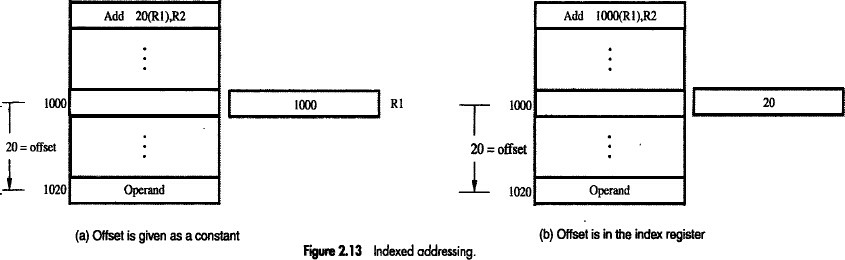 Add 20(R1),R2
1000
1000
R1
20 = offset
1020
Operand
(a) Offset is given as a constant
Add 1000(R1),R2
1000
20
20 = offset
1020
Operand
(b) Offset is in the index register
Figure 2.13 Indexed addressing.